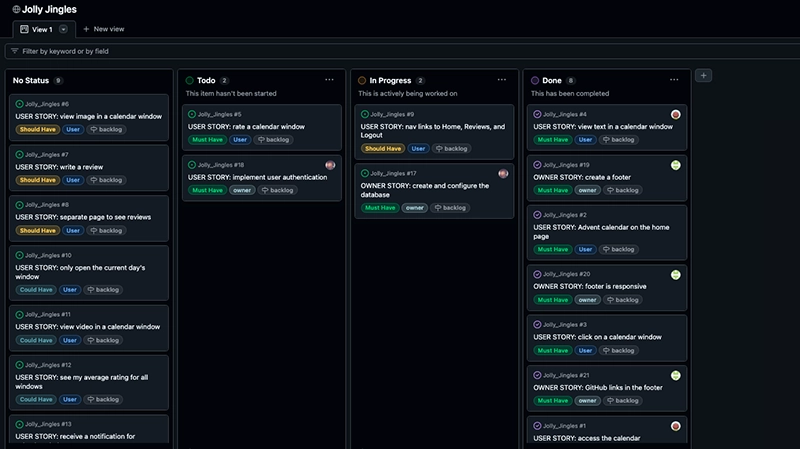 Jolly Jingles
View 1
+ New view
Filter by keyword or by field
No Status 9
Jolly_Jingles #6
USER STORY: view image in a calendar window
Should Have User backlog
Jolly_Jingles #7
USER STORY: write a review
Should Have User backlog
Jolly_Jingles #8
USER STORY: separate page to see reviews
Should Have User backlog
Jolly_Jingles #10
USER STORY: only open the current day's
window
Could Have User backlog
Jolly_Jingles #11
USER STORY: view video in a calendar window
Could Have User backlog
Jolly_Jingles #12
USER STORY: see my average rating for all
windows
Could Have User backlog
Jolly_Jingles #13
USER STORY: receive a notification for
Todo 2
This item hasn't been started
Jolly_Jingles #5
USER STORY: rate a calendar window
Must Have User backlog
Jolly_Jingles #18
USER STORY: implement user authentication
Must Have owner backlog
In Progress 2
This is actively being worked on
Jolly_Jingles #9
USER STORY: nav links to Home, Reviews, and
Logout
Should Have User backlog
Jolly_Jingles #17
OWNER STORY: create and configure the
database
Must Have owner backlog
Done 8
This has been completed
Jolly_Jingles #4
USER STORY: view text in a calendar window
Must Have User backlog
Jolly_Jingles #19
OWNER STORY: create a footer
Must Have owner backlog
Jolly_Jingles #2
USER STORY: Advent calendar on the home
page
Must Have User backlog
Jolly_Jingles #20
OWNER STORY: footer is responsive
Must Have owner backlog
Jolly_Jingles #3
USER STORY: click on a calendar window
Must Have User backlog
Jolly_Jingles #21
OWNER STORY: GitHub links in the footer
Must Have owner backlog
Jolly_Jingles #1
USER STORY: access the calendar